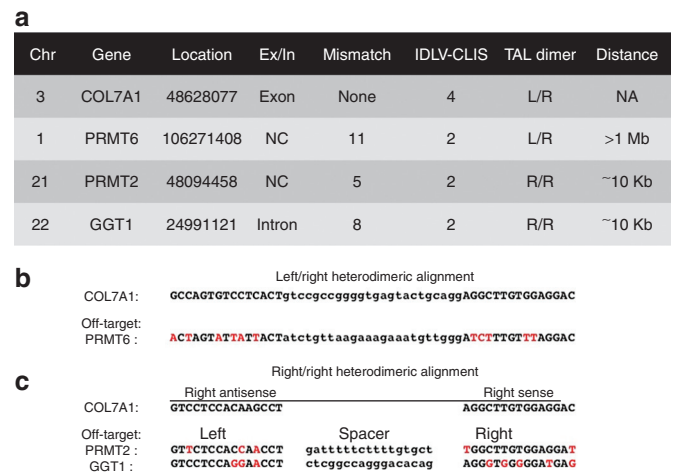 a
Chr Gene Location Ex/In Mismatch IDLV-CLIS TAL dimer Distance
3 COL7A1 48628077 Exon None 4 L/R NA
1 PRMT6 106271408 NC 11 2 L/R >1 Mb
21 PRMT2 48094458 NC 5 2 R/R ~10 Kb
22 GGT1 24991121 Intron 8 2 R/R ~10 Kb
b
Left/right heterodimeric alignment
COL7A1: GCCAGTGTCCTCACTgtccgccggggtgagtactgcaggAGGCTTGTGGAGGAC
Off-target:
PRMT6 : ACTAGTATTATTACTatctgttaagaaagaaatgttgggATCTTTGTTTAGGAC
c
Right/right heterodimeric alignment
Right antisense Right sense
COL7A1: GTCCTCCACAAGCCT AGGCTTGTGGAGGAC
Off-target: Left Spacer Right
PRMT2 : GTTCTCCACCAACCT gatttttcttttgtgct TGGCTTGTGGAGGAT
GGT1 : GTCCTCCAGGAACCT ctcggccagggacacag AGGGTGGGGGATGAG